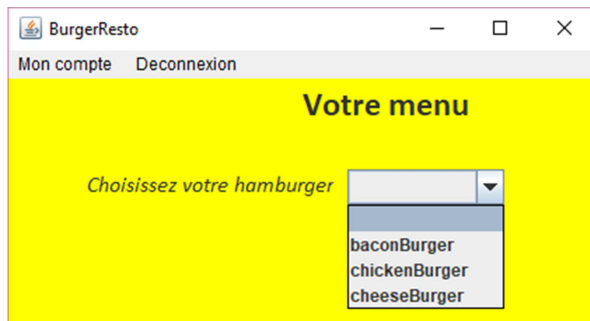 BurgerResto
Mon compte Deconnexion
Votre menu
Choisissez votre hamburger
baconBurger
chickenBurger
cheeseBurger